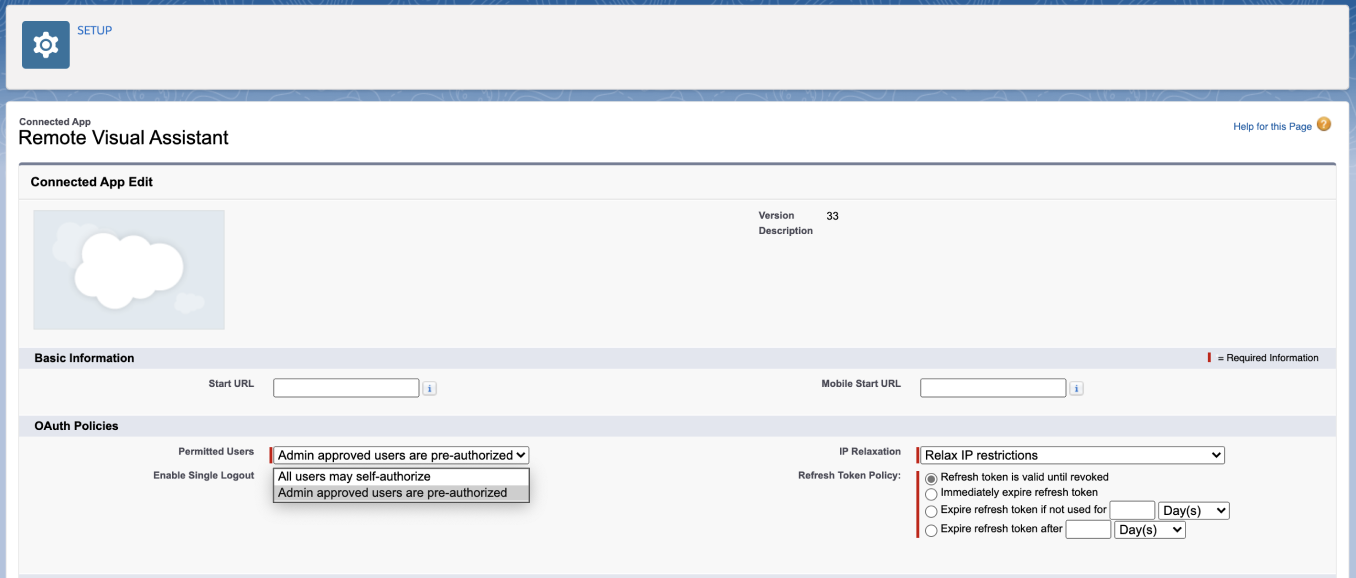 SETUP
Connected App
Remote Visual Assistant
Help for this Page ?
Connected App Edit
Version 33
Description
Basic Information
= Required Information
Start URL
i
Mobile Start URL
i
OAuth Policies
Permitted Users
Admin approved users are pre-authorized
All users may self-authorize
Admin approved users are pre-authorized
Enable Single Logout
IP Relaxation
Relax IP restrictions
Refresh Token Policy:
Refresh token is valid until revoked
Immediately expire refresh token
Expire refresh token if not used for Day(s)
Expire refresh token after Day(s)